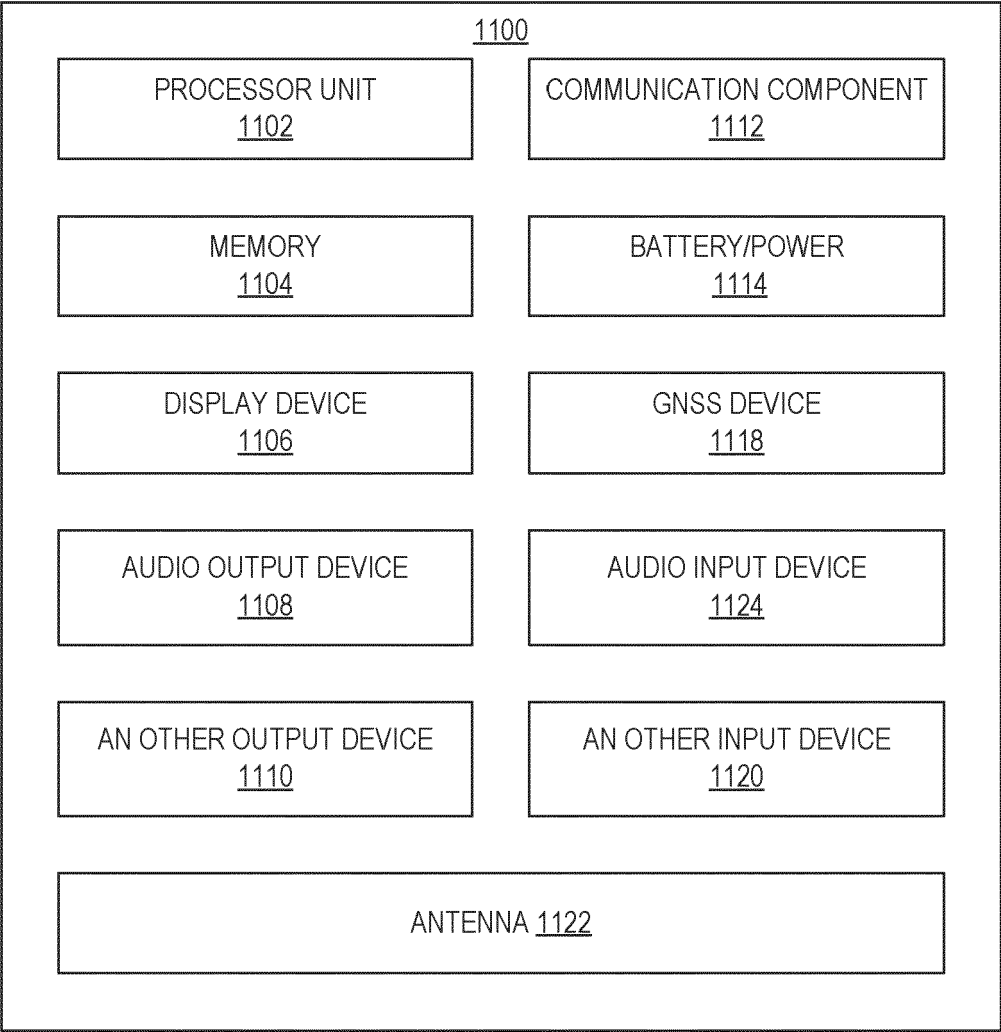 1100
PROCESSOR UNIT
1102
COMMUNICATION COMPONENT
1112
MEMORY
1104
BATTERY/POWER
1114
DISPLAY DEVICE
1106
GNSS DEVICE
1118
AUDIO OUTPUT DEVICE
1108
AUDIO INPUT DEVICE
1124
AN OTHER OUTPUT DEVICE
1110
AN OTHER INPUT DEVICE
1120
ANTENNA 1122